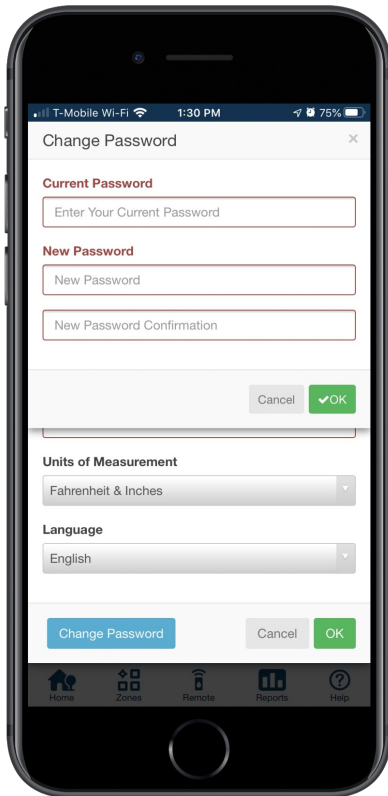 T-Mobile Wi-Fi 1:30 PM 75%
Change Password ×
Current Password
Enter Your Current Password
New Password
New Password
New Password Confirmation
Cancel ✔OK
Units of Measurement
Fahrenheit & Inches
Language
English
Change Password Cancel OK
Home Zones Remote Reports Help